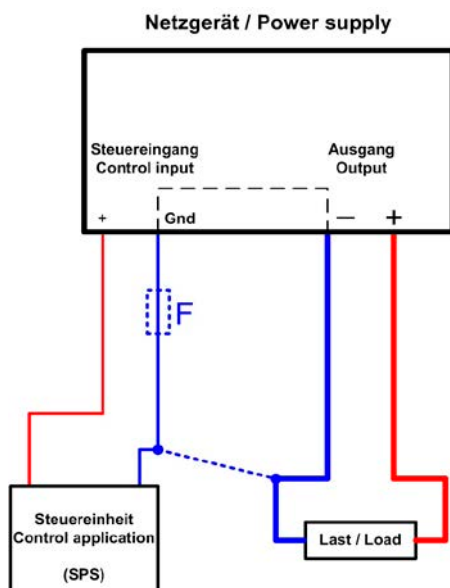 Netzgerät / Power supply
Steuereingang
Control input
Ausgang
Output
+
Gnd
—
+
F
Steuereinheit
Control application
(SPS)
Last / Load